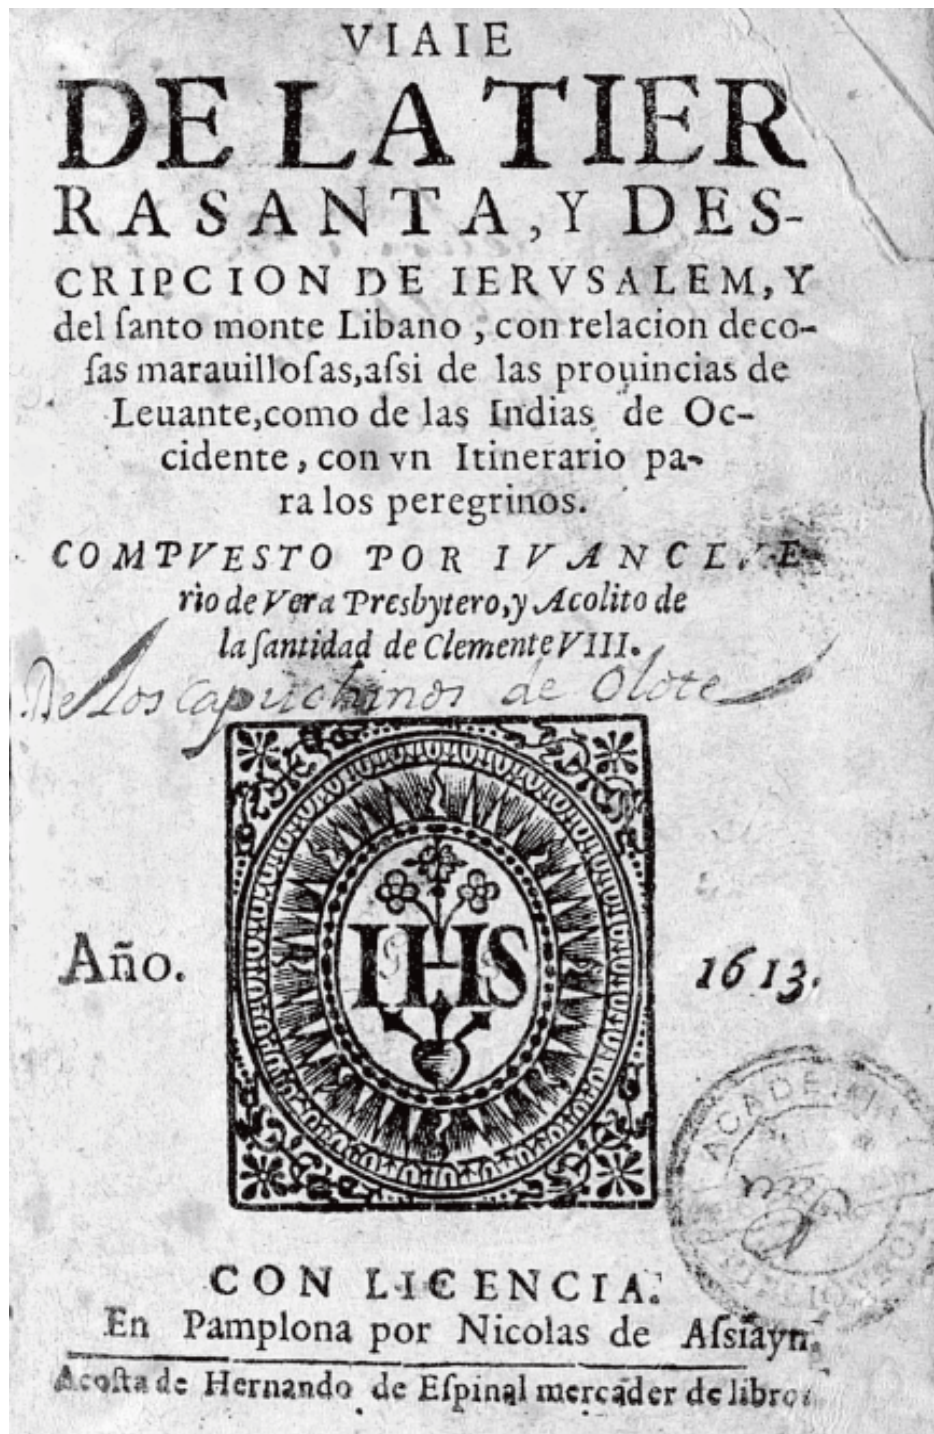 VIAIE
DE LA TIER
RA SANTA, Y DES-
CRIPCION DE IERVSALEM, Y
del ſanto monte Libano, con relacion deco-
ſas marauilloſas,aſsi de las prouincias de
Leuante,como de las Indias de Oc-
cidente, con vn Itinerario pa-
ra los peregrinos.
COMPVESTO POR IVAN
rio de Vera Presbytero,y Acolito de
la ſantidad de Clemente VIII.
De los capuchinos de Olote
IHS
Año. 1613.
ACADEMIA
CON LICENCIA.
En Pamplona por Nicolas de Aſsiayn.
Acoſta de Hernando de Eſpinal mercader de libros.